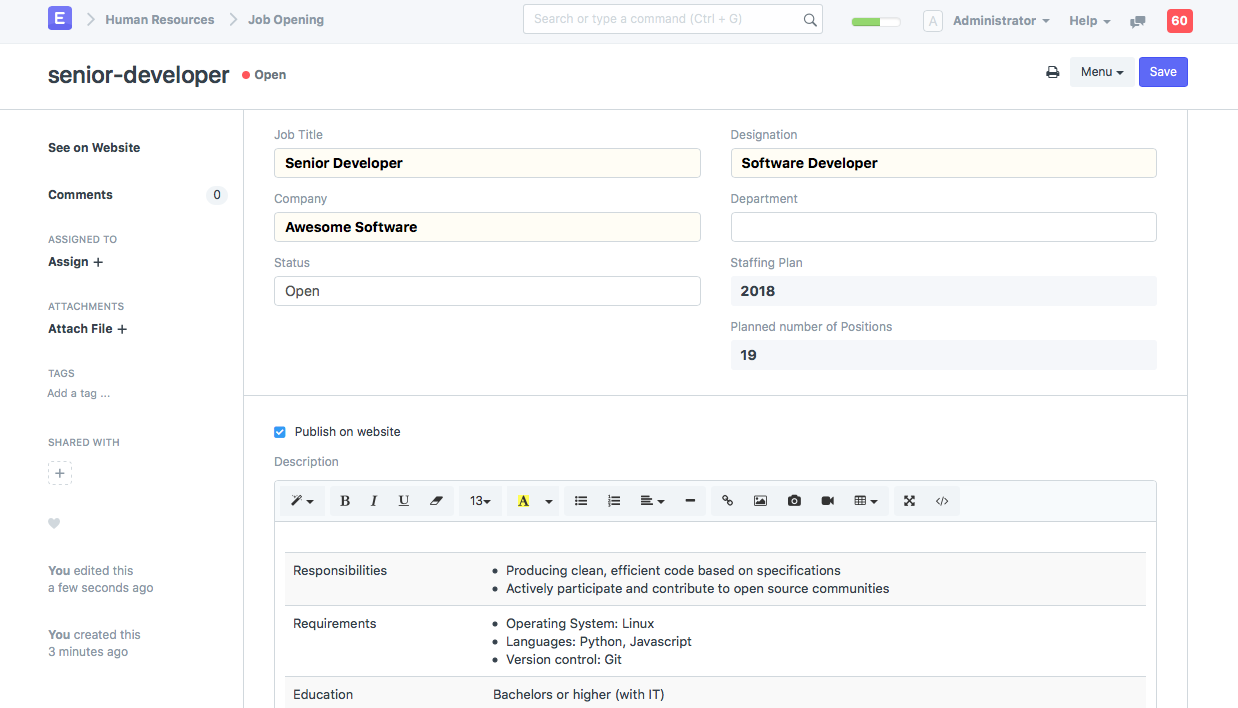 E Human Resources Job Opening Search or type a command (Ctrl + G) A Administrator Help 60
senior-developer Open Menu Save
See on Website
Comments 0
ASSIGNED TO
Assign +
ATTACHMENTS
Attach File +
TAGS
Add a tag ...
SHARED WITH
+
You edited this
a few seconds ago
You created this
3 minutes ago
Job Title
Senior Developer
Company
Awesome Software
Status
Open
Designation
Software Developer
Department
Staffing Plan
2018
Planned number of Positions
19
Publish on website
Description
B I U 13 A </>
Responsibilities
• Producing clean, efficient code based on specifications
• Actively participate and contribute to open source communities
Requirements
• Operating System: Linux
• Languages: Python, Javascript
• Version control: Git
Education Bachelors or higher (with IT)